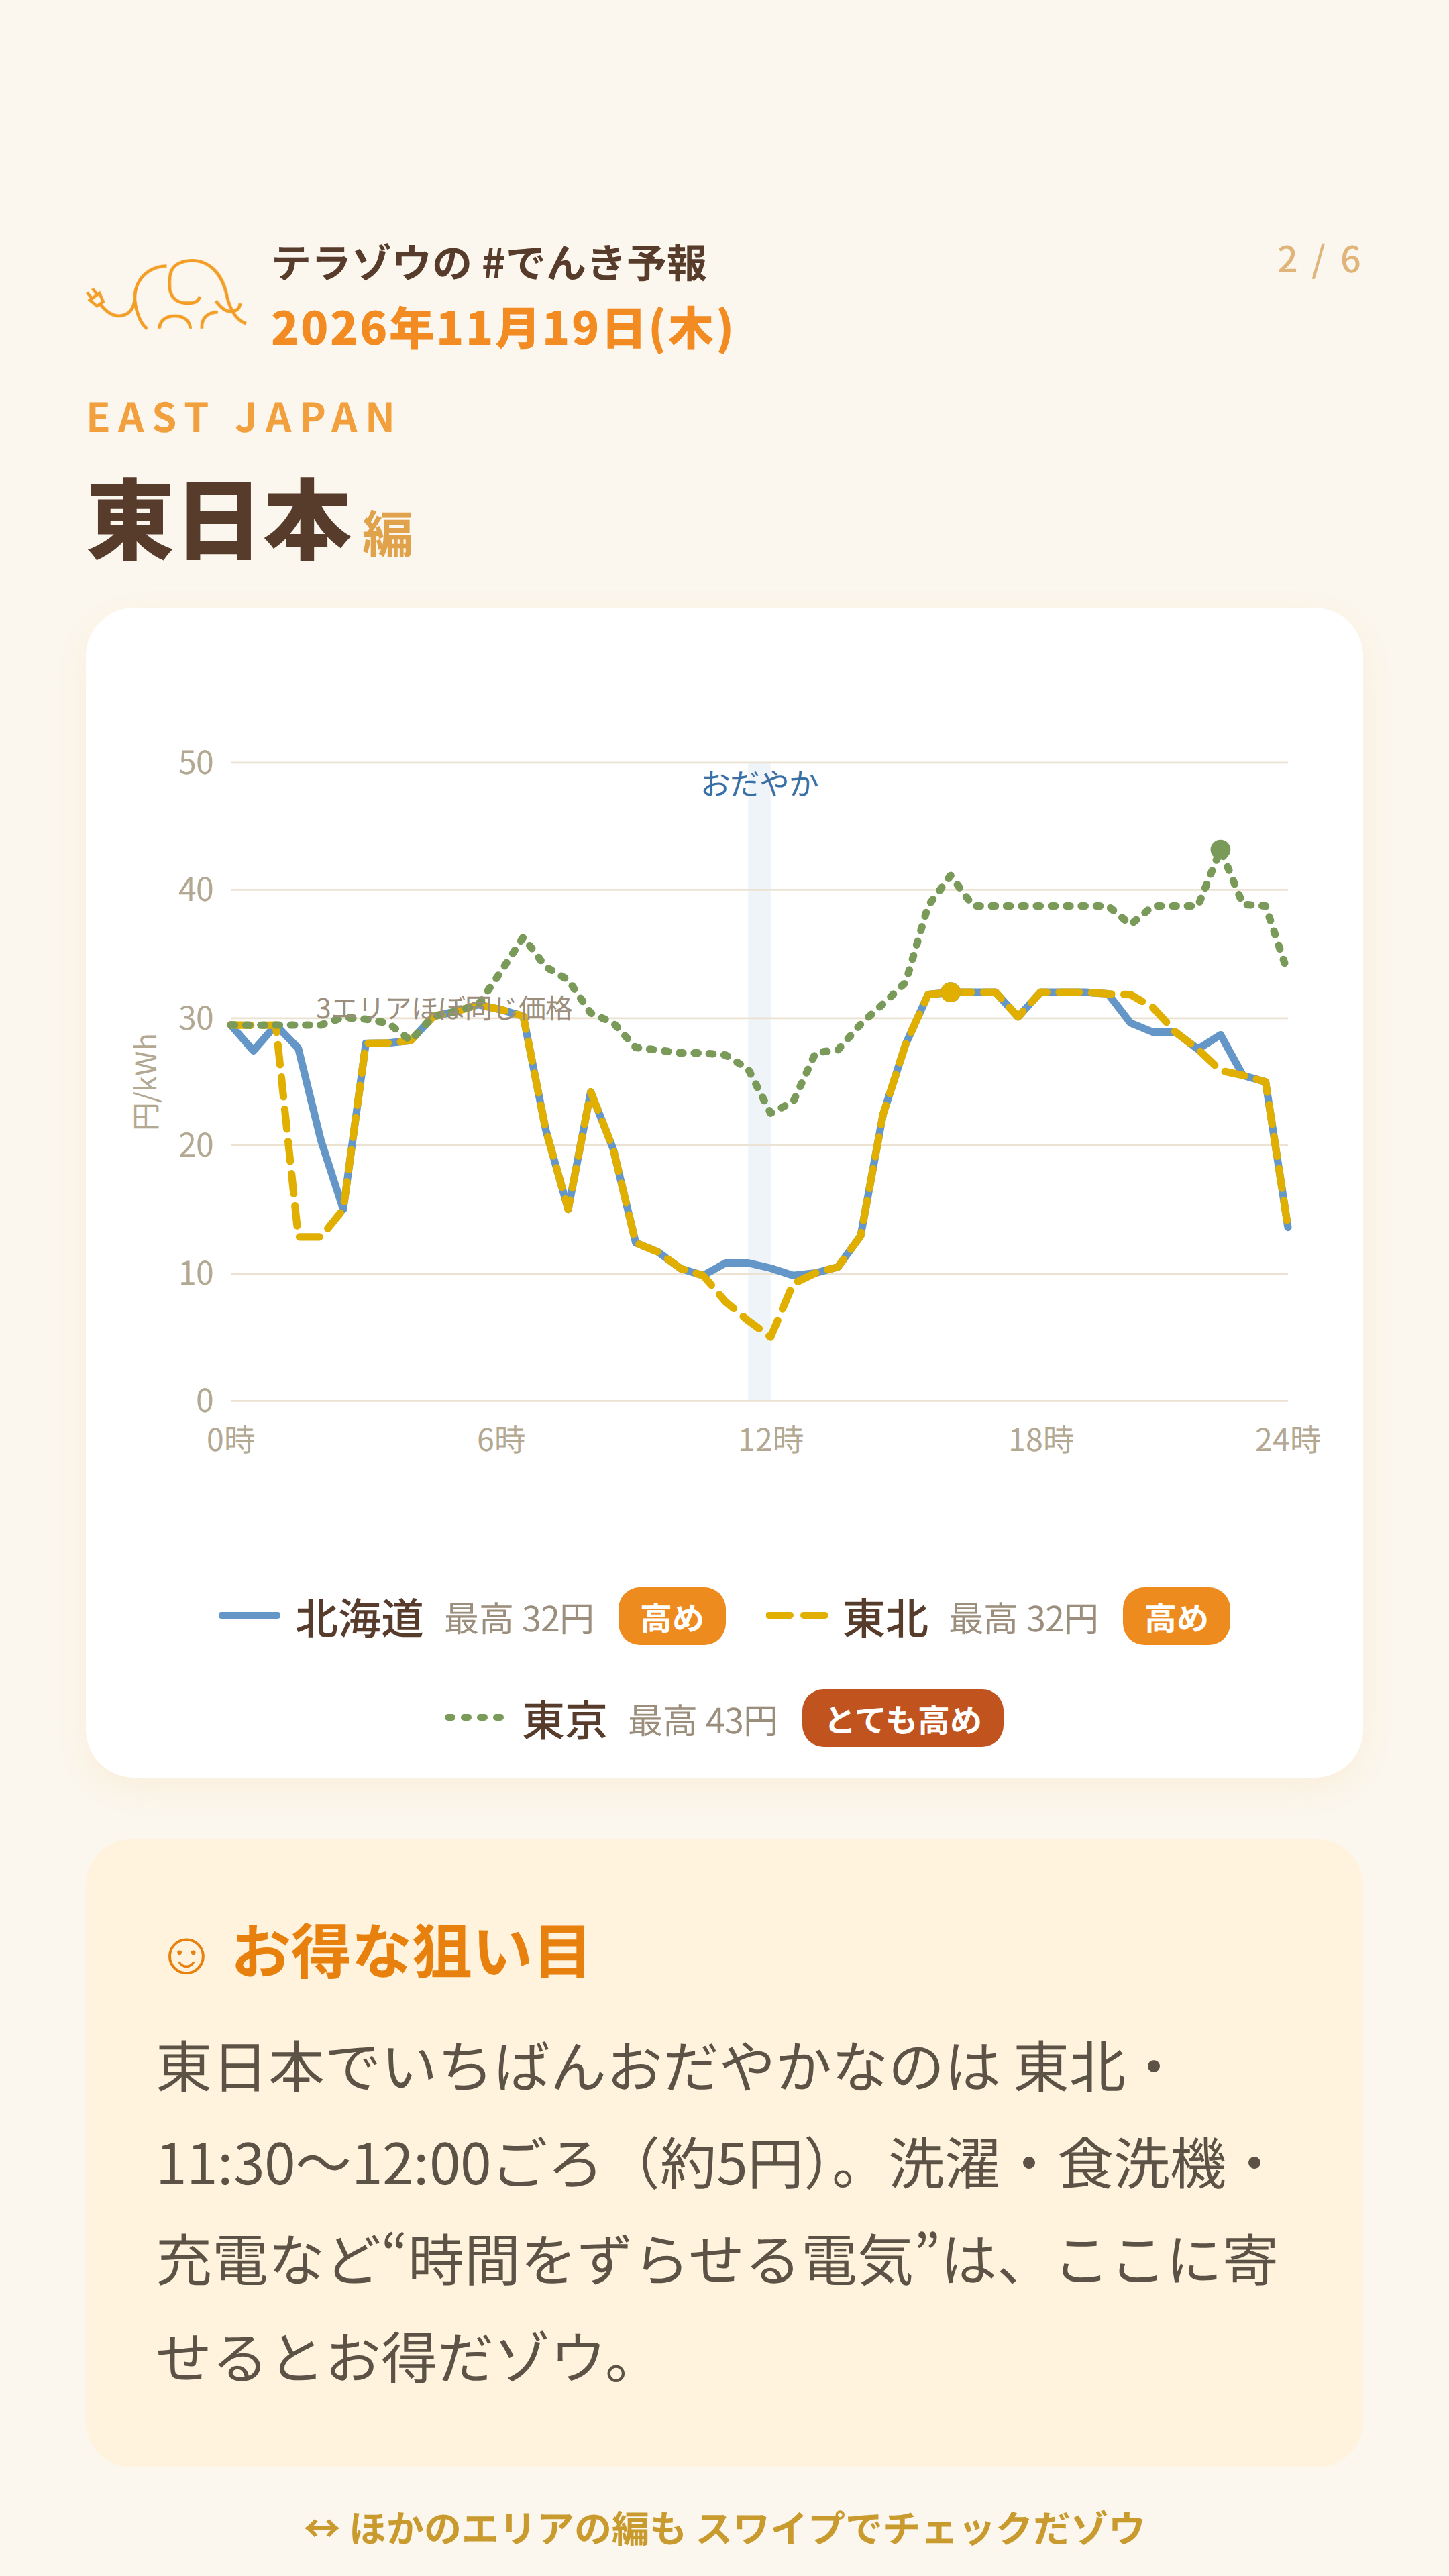 テラゾウの #でんき予報
2026年11月19日(木)
2 / 6
EAST JAPAN
東日本 編
50
おだやか
40
3エリアほぼ同じ価格
30
円/kWh
20
10
0
0時 6時 12時 18時 24時
北海道 最高 32円 高め 東北 最高 32円 高め
東京 最高 43円 とても高め
☺ お得な狙い目
東日本でいちばんおだやかなのは 東北・
11:30〜12:00ごろ（約5円）。洗濯・食洗機・
充電など“時間をずらせる電気”は、ここに寄
せるとお得だゾウ。
↔ ほかのエリアの編も スワイプでチェックだゾウ